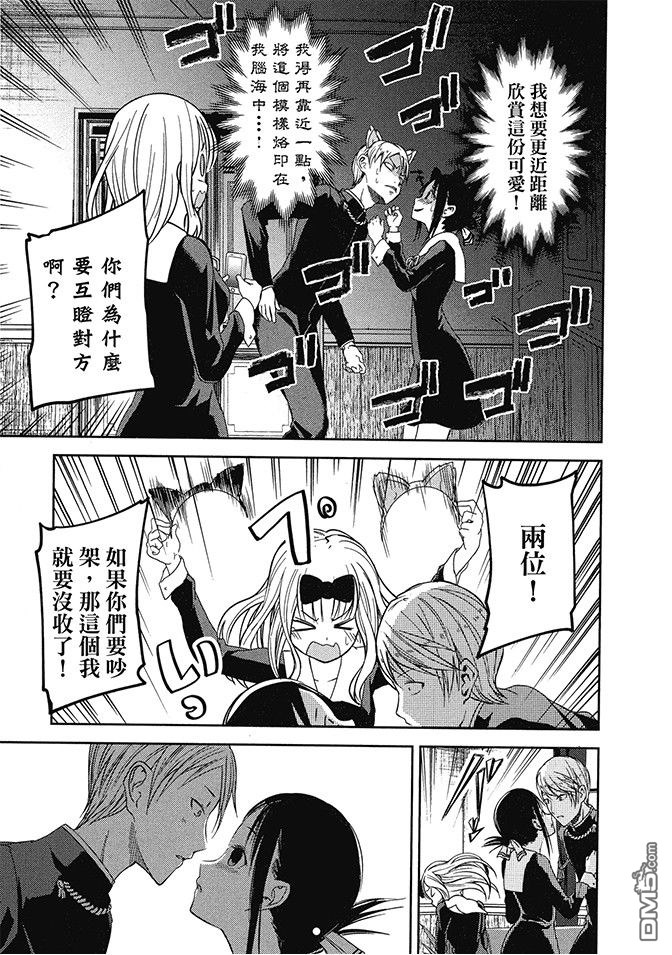 我想要更近距離
欣賞這份可愛！
我得再靠近一點，
將這個模樣烙印在
我腦海中…！
ゴゴゴ
ゴゴゴ
你們為什麼
要互瞪對方
啊？
兩位！
ぷい
如果你們要吵
架，那這個我
就要沒收了！
DM5.com